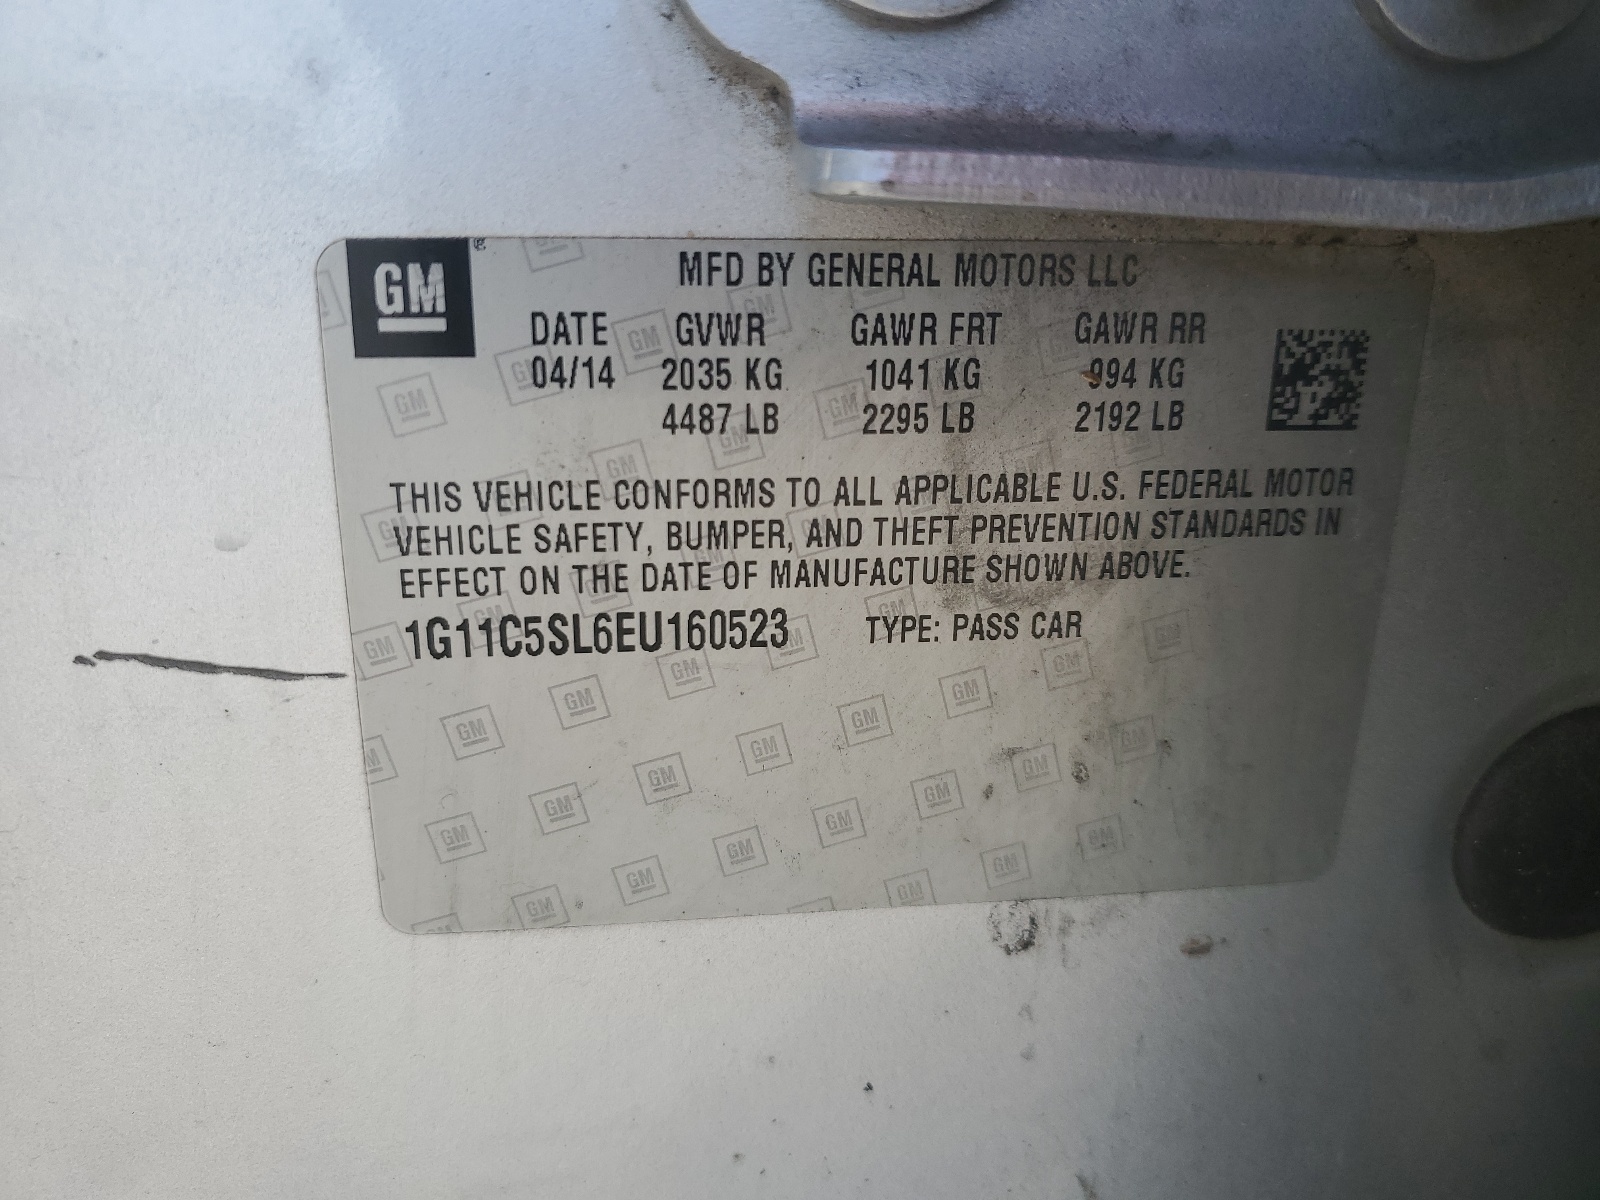 GM
MFD BY GENERAL MOTORS LLC
DATE GVWR GAWR FRT GAWR RR
04/14 2035 KG 1041 KG 994 KG
4487 LB 2295 LB 2192 LB
THIS VEHICLE CONFORMS TO ALL APPLICABLE U.S. FEDERAL MOTOR
VEHICLE SAFETY, BUMPER, AND THEFT PREVENTION STANDARDS IN
EFFECT ON THE DATE OF MANUFACTURE SHOWN ABOVE.
1G11C5SL6EU160523 TYPE: PASS CAR